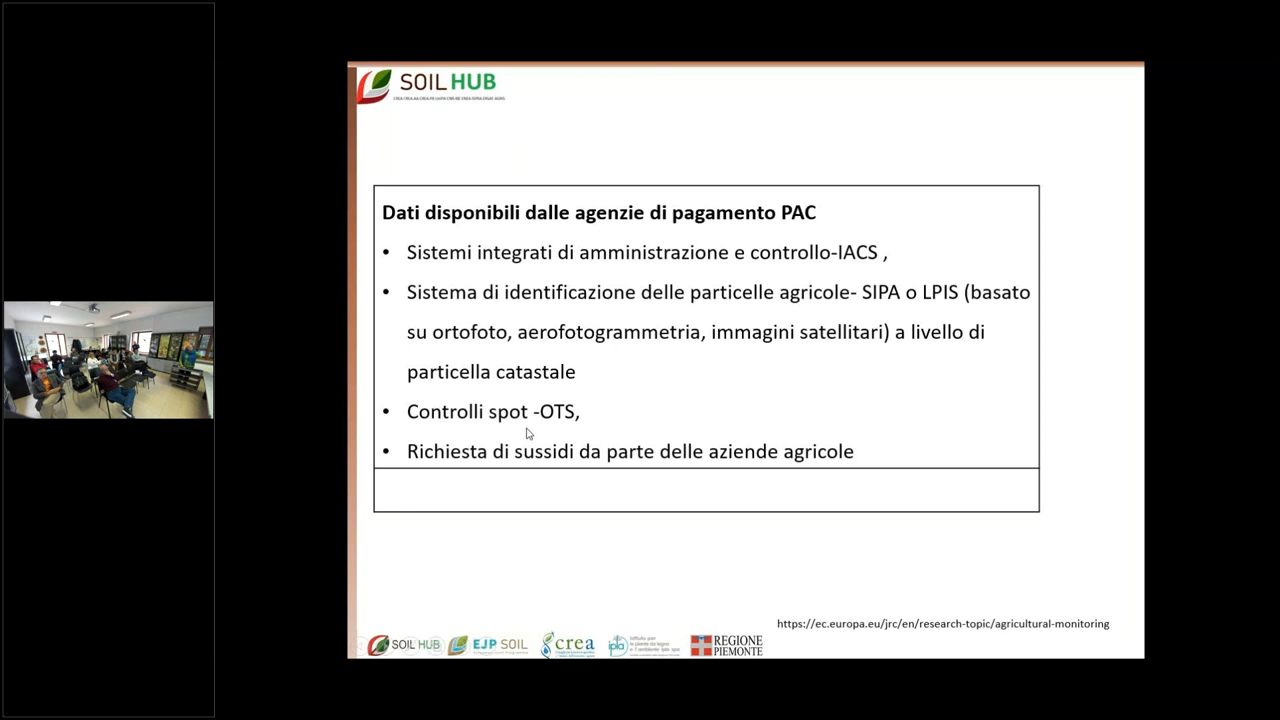 SOIL HUB
Dati disponibili dalle agenzie di pagamento PAC
• Sistemi integrati di amministrazione e controllo-IACS ,
• Sistema di identificazione delle particelle agricole- SIPA o LPIS (basato
su ortofoto, aerofotogrammetria, immagini satellitari) a livello di
particella catastale
• Controlli spot -OTS,
• Richiesta di sussidi da parte delle aziende agricole
https://ec.europa.eu/jrc/en/research-topic/agricultural-monitoring
SOIL HUB
EJP SOIL
crea
ipla
REGIONE
PIEMONTE